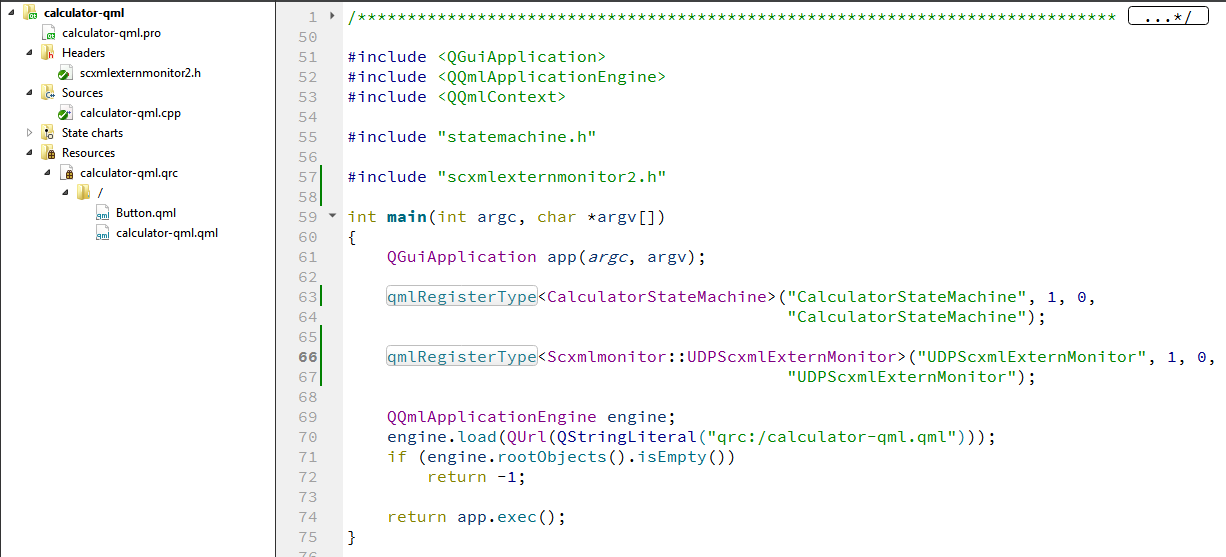 calculator-qml
calculator-qml.pro
Headers
scxmlexternmonitor2.h
Sources
calculator-qml.cpp
State charts
Resources
calculator-qml.qrc
/
Button.qml
calculator-qml.qml
1 /**************************************************************************** ...*/
50
51 #include <QGuiApplication>
52 #include <QQmlApplicationEngine>
53 #include <QQmlContext>
54
55 #include "statemachine.h"
56
57 #include "scxmlexternmonitor2.h"
58
59 int main(int argc, char *argv[])
60 {
61 QGuiApplication app(argc, argv);
62
63 qmlRegisterType<CalculatorStateMachine>("CalculatorStateMachine", 1, 0,
64 "CalculatorStateMachine");
65
66 qmlRegisterType<Scxmlmonitor::UDPScxmlExternMonitor>("UDPScxmlExternMonitor", 1, 0,
67 "UDPScxmlExternMonitor");
68
69 QQmlApplicationEngine engine;
70 engine.load(QUrl(QStringLiteral("qrc:/calculator-qml.qml")));
71 if (engine.rootObjects().isEmpty())
72 return -1;
73
74 return app.exec();
75 }
76